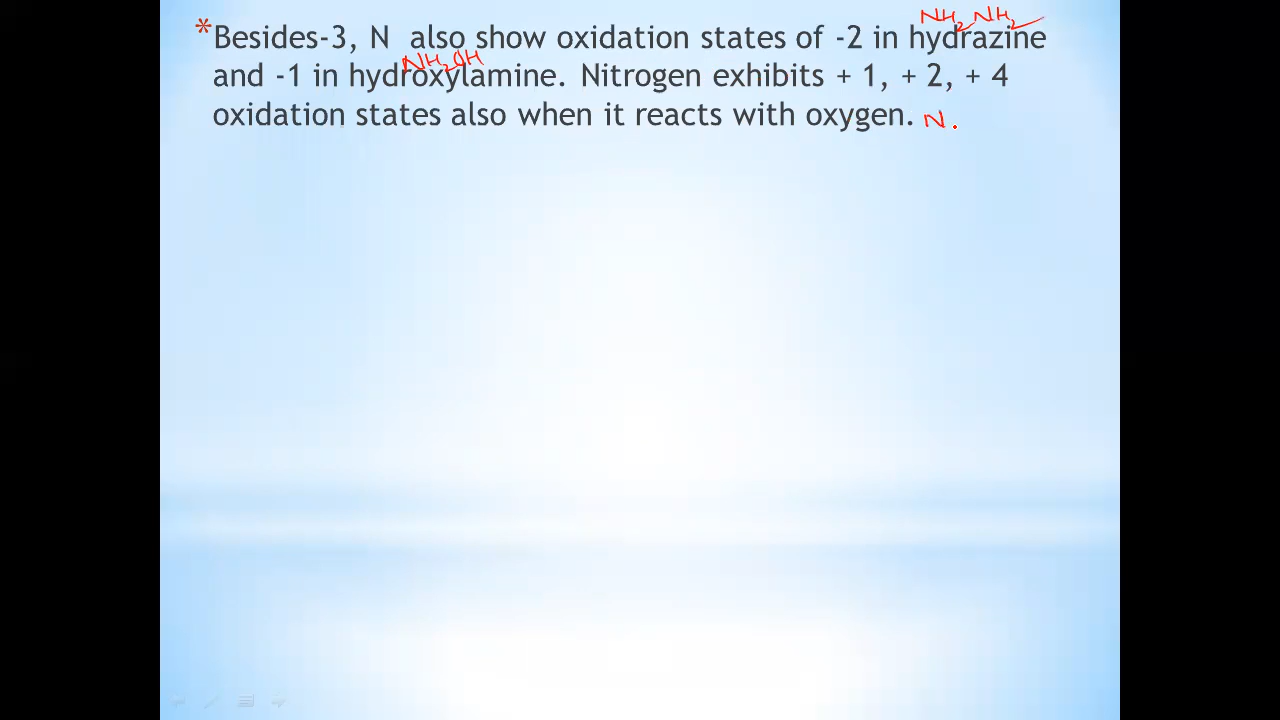 NH2NH2
*Besides-3, N also show oxidation states of -2 in hydrazine
NH2OH
and -1 in hydroxylamine. Nitrogen exhibits + 1, + 2, + 4
oxidation states also when it reacts with oxygen. N.